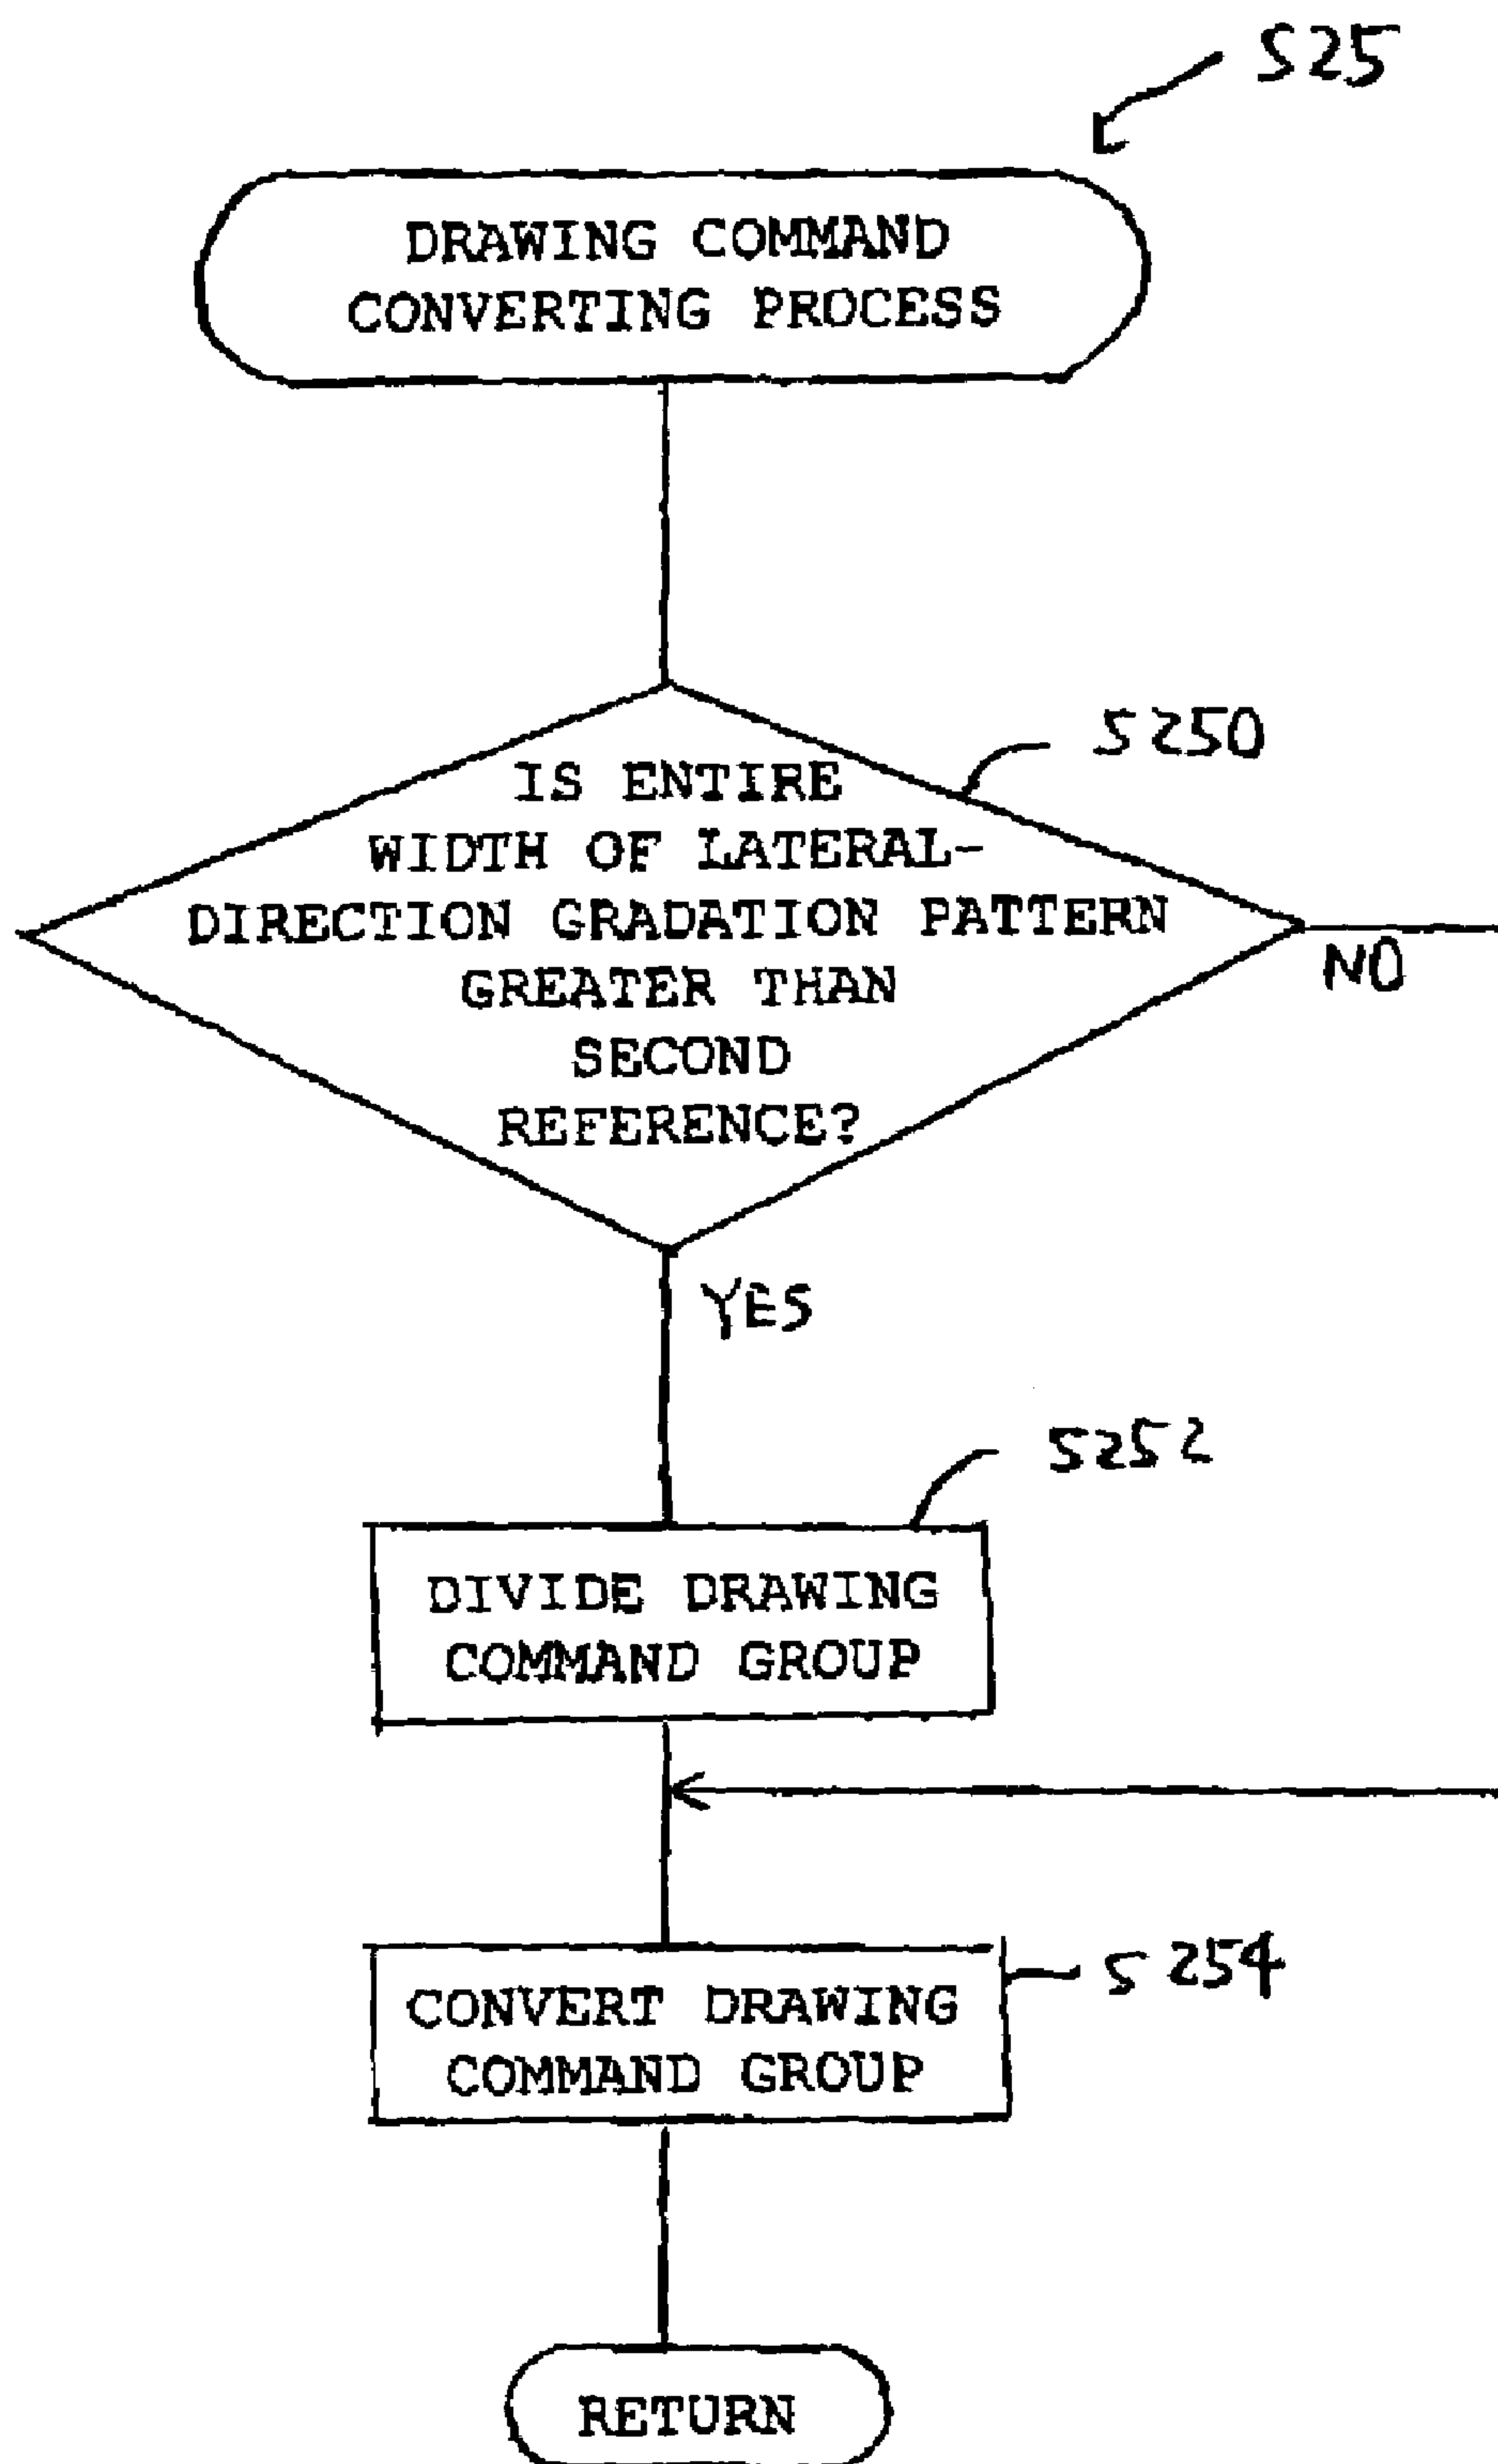 S25
DRAWING COMMAND
CONVERTING PROCESS
S250
IS ENTIRE
WIDTH OF LATERAL-
DIRECTION GRADATION PATTERN
GREATER THAN
SECOND
REFERENCE?
NO
YES
S252
DIVIDE DRAWING
COMMAND GROUP
S254
CONVERT DRAWING
COMMAND GROUP
RETURN